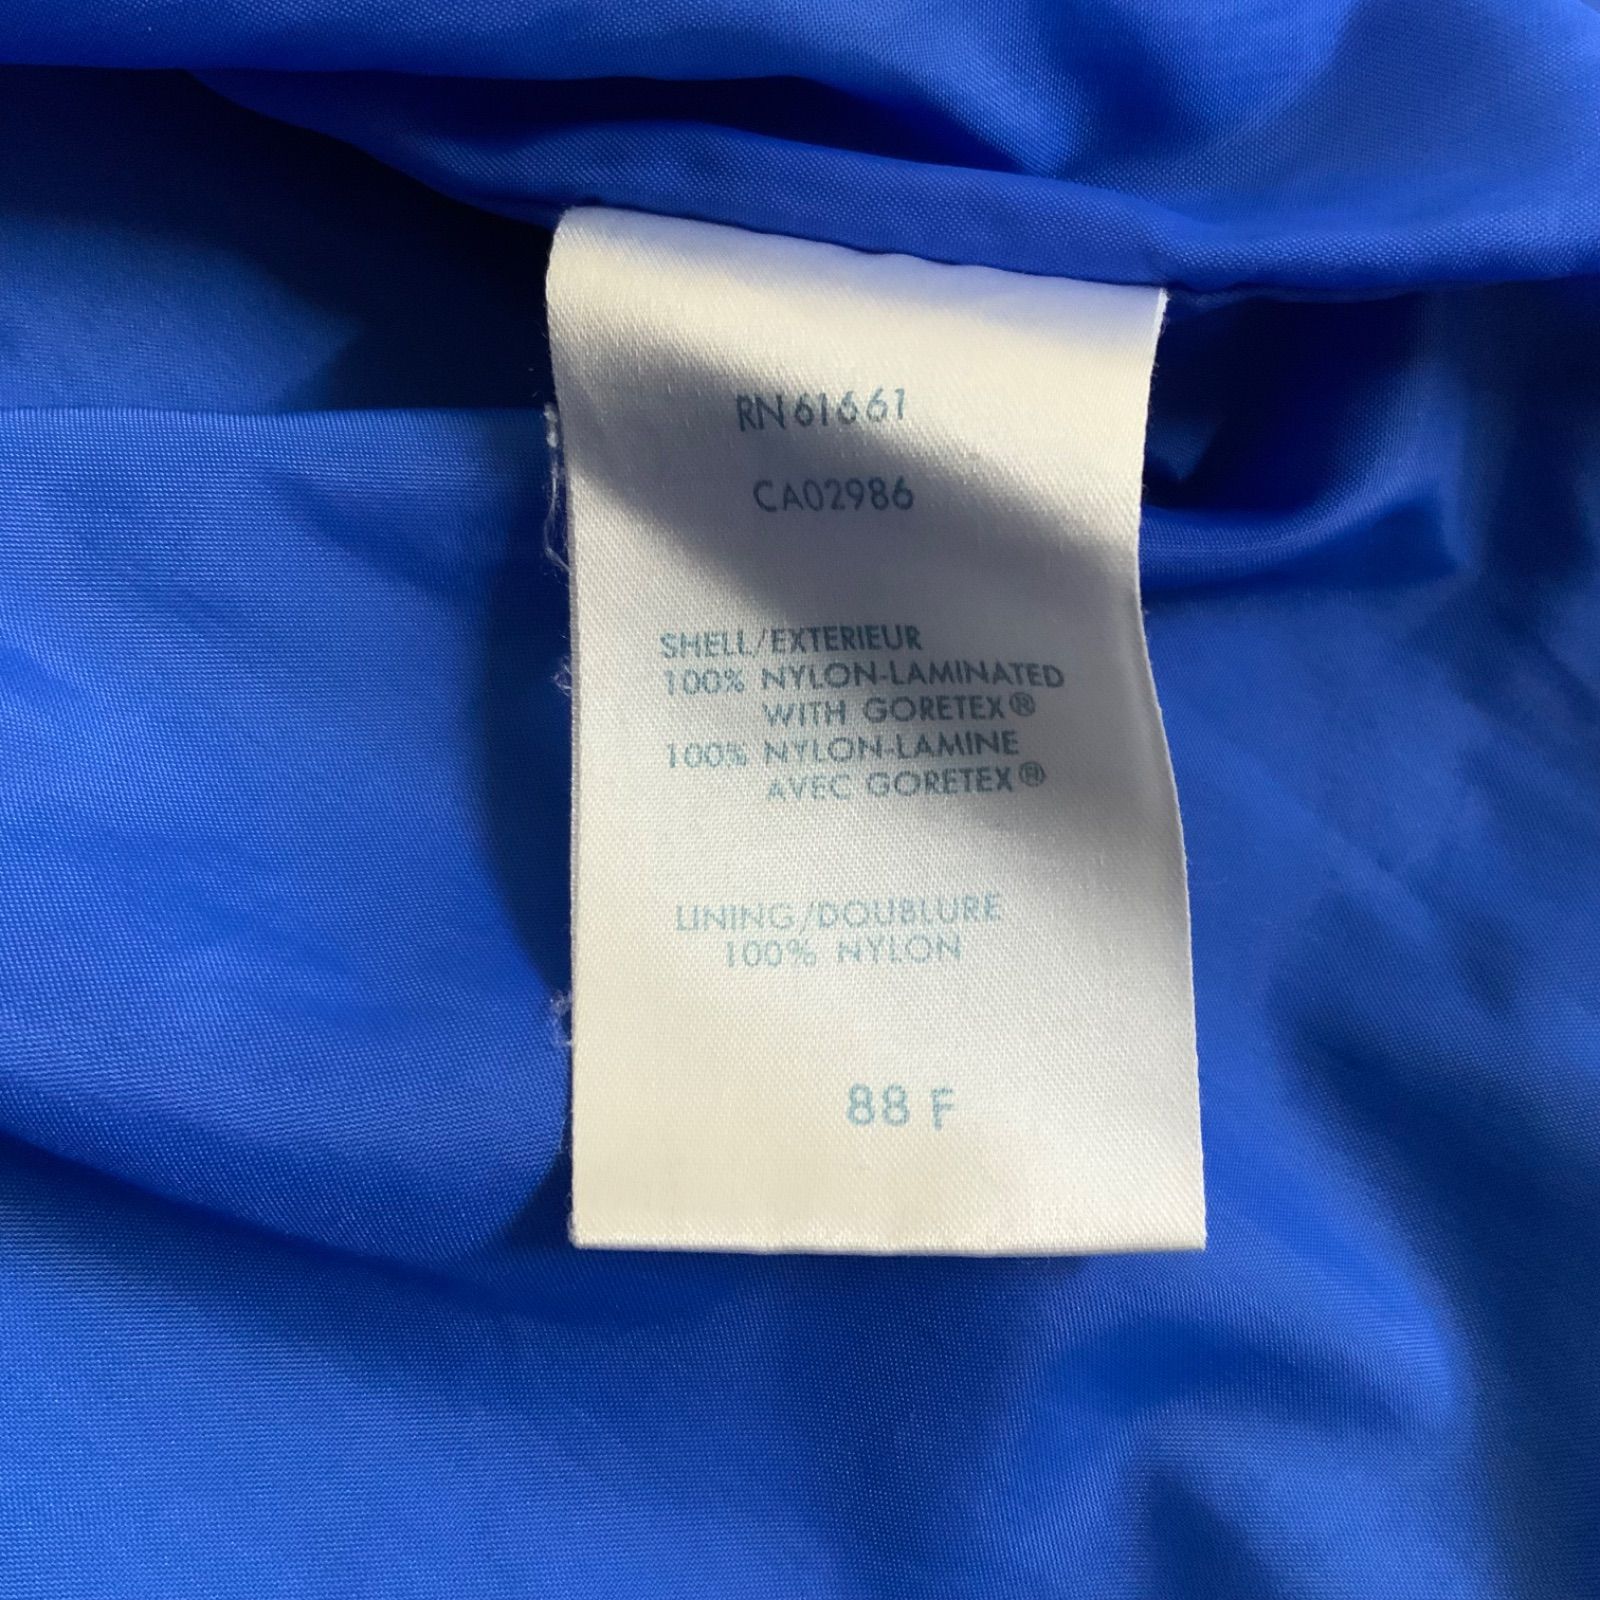 RN61661
CA02986
SHELL/EXTERIEUR
100% NYLON-LAMINATED
WITH GORETEX®
100% NYLON-LAMINE
AVEC GORETEX®
LINING/DOUBLURE
100% NYLON
88 F